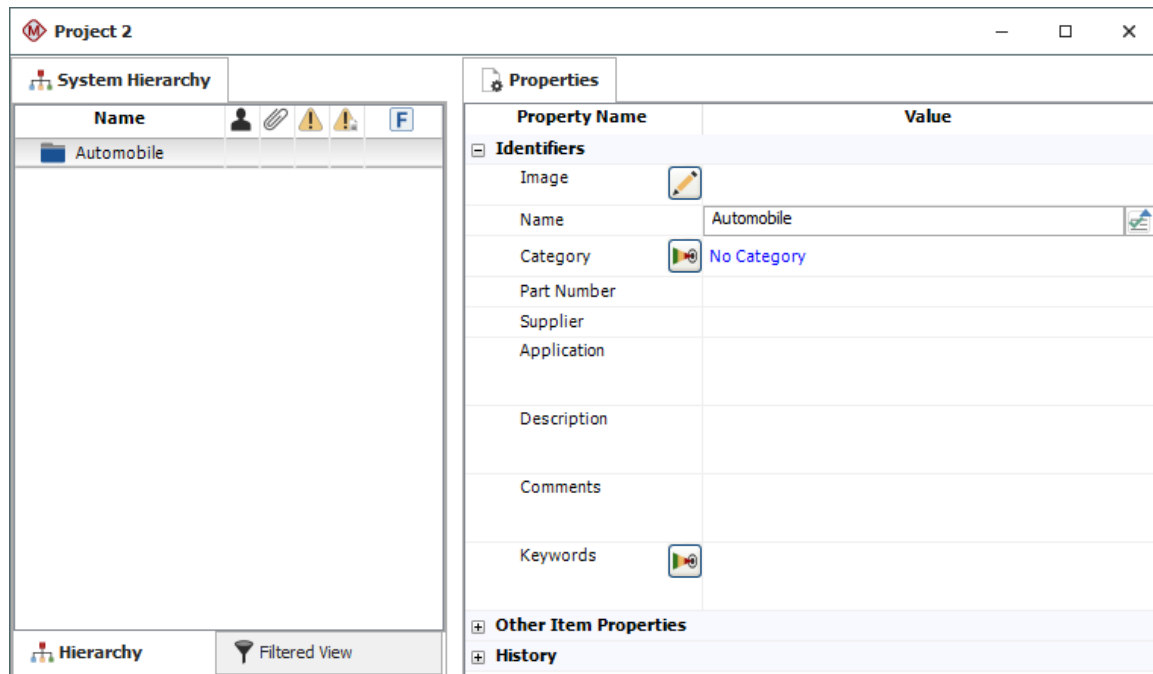 Project 2
System Hierarchy
Name F
Automobile
Hierarchy
Filtered View
Properties
Property Name Value
Identifiers
Image
Name Automobile
Category No Category
Part Number
Supplier
Application
Description
Comments
Keywords
Other Item Properties
History